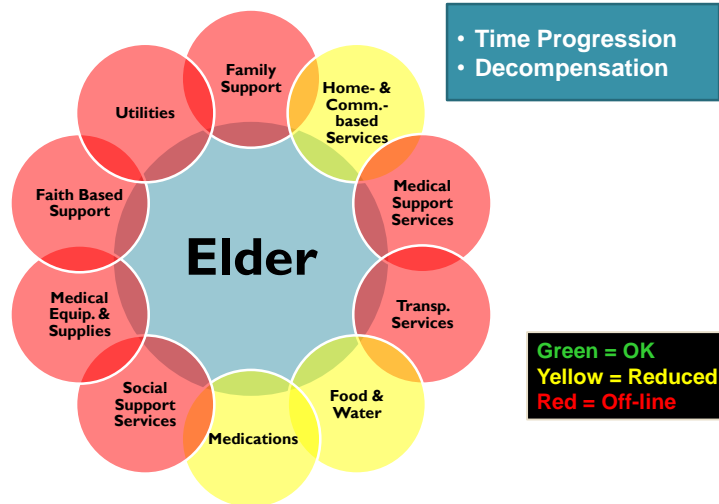 • Time Progression
• Decompensation
Family
Support
Home- &
Comm.-
based
Services
Medical
Support
Services
Transp.
Services
Food &
Water
Medications
Social
Support
Services
Medical
Equip. &
Supplies
Faith Based
Support
Utilities
Elder
Green = OK
Yellow = Reduced
Red = Off-line